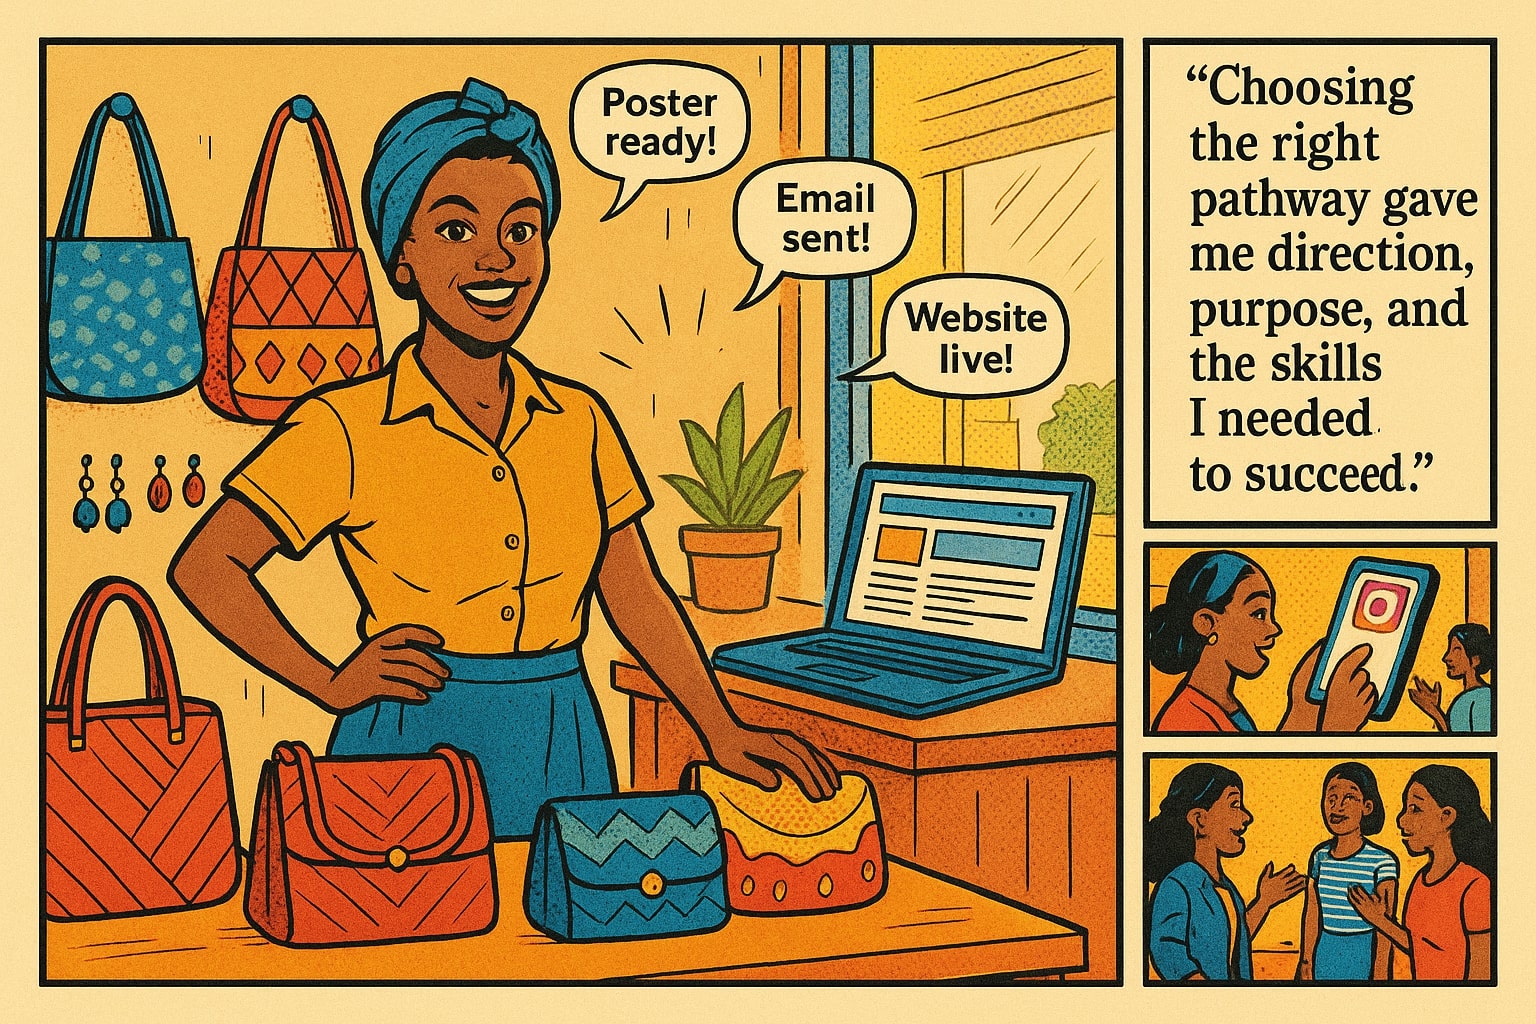 Poster
ready!
Email
sent!
Website
live!
“Choosing
the right
pathway gave
me direction,
purpose, and
the skills
I needed
to succeed.”